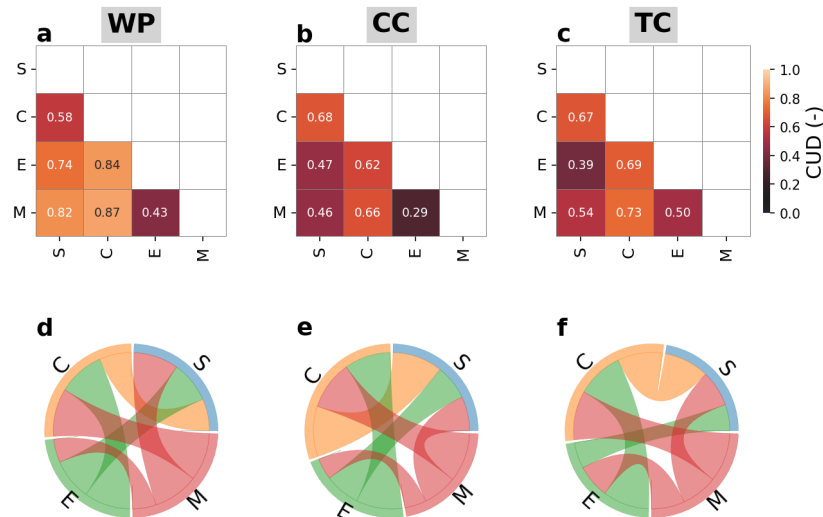 WP CC TC
a b c
S
C 0.58 0.68 0.67
E 0.74 0.84 0.47 0.62 0.39 0.69
M 0.82 0.87 0.43 0.46 0.66 0.29 0.54 0.73 0.50
S C E M S C E M S C E M
1.0
0.8
0.6
0.4
0.2
0.0
CUD (-)
d e f
C S C S C S
E M E M E M